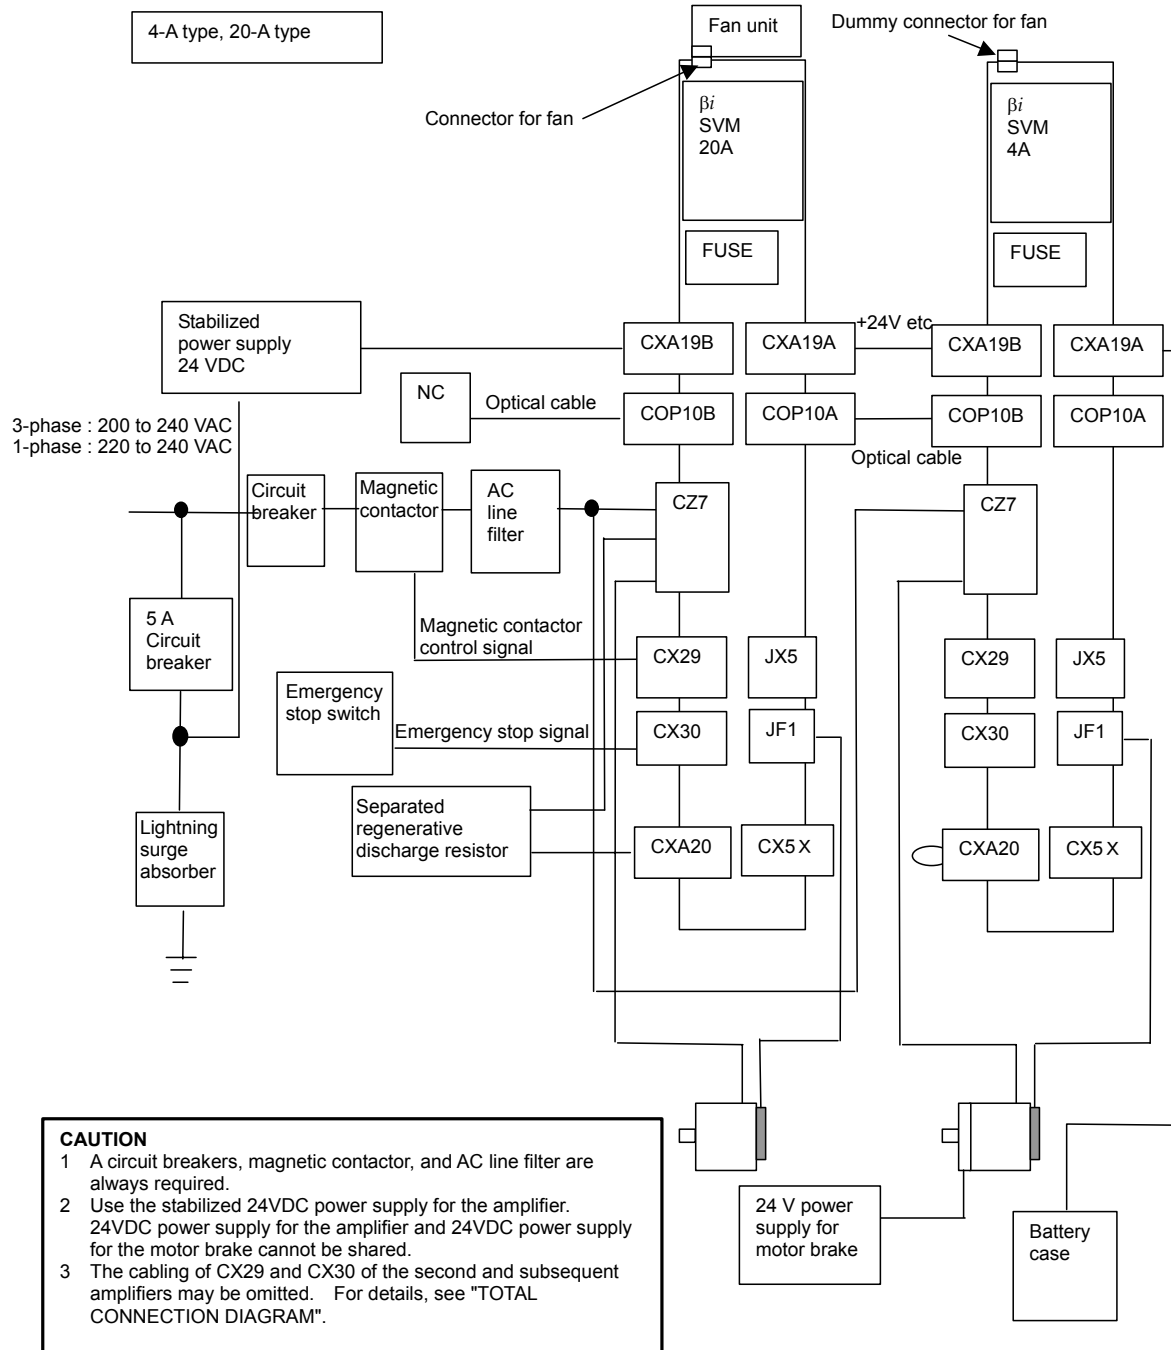 4-A type, 20-A type
Fan unit
Dummy connector for fan
Connector for fan
βi
SVM
20A
βi
SVM
4A
FUSE
FUSE
Stabilized
power supply
24 VDC
CXA19B
CXA19A
+24V etc
CXA19B
CXA19A
NC
Optical cable
COP10B
COP10A
COP10B
COP10A
Optical cable
3-phase : 200 to 240 VAC
1-phase : 220 to 240 VAC
Circuit
breaker
Magnetic
contactor
AC
line
filter
CZ7
CZ7
5 A
Circuit
breaker
Magnetic contactor
control signal
CX29
JX5
CX29
JX5
Emergency
stop switch
Emergency stop signal
CX30
JF1
CX30
JF1
Separated
regenerative
discharge resistor
CXA20
CX5 X
CXA20
CX5 X
Lightning
surge
absorber
24 V power
supply for
motor brake
Battery
case
CAUTION
1 A circuit breakers, magnetic contactor, and AC line filter are
always required.
2 Use the stabilized 24VDC power supply for the amplifier.
24VDC power supply for the amplifier and 24VDC power supply
for the motor brake cannot be shared.
3 The cabling of CX29 and CX30 of the second and subsequent
amplifiers may be omitted. For details, see "TOTAL
CONNECTION DIAGRAM".